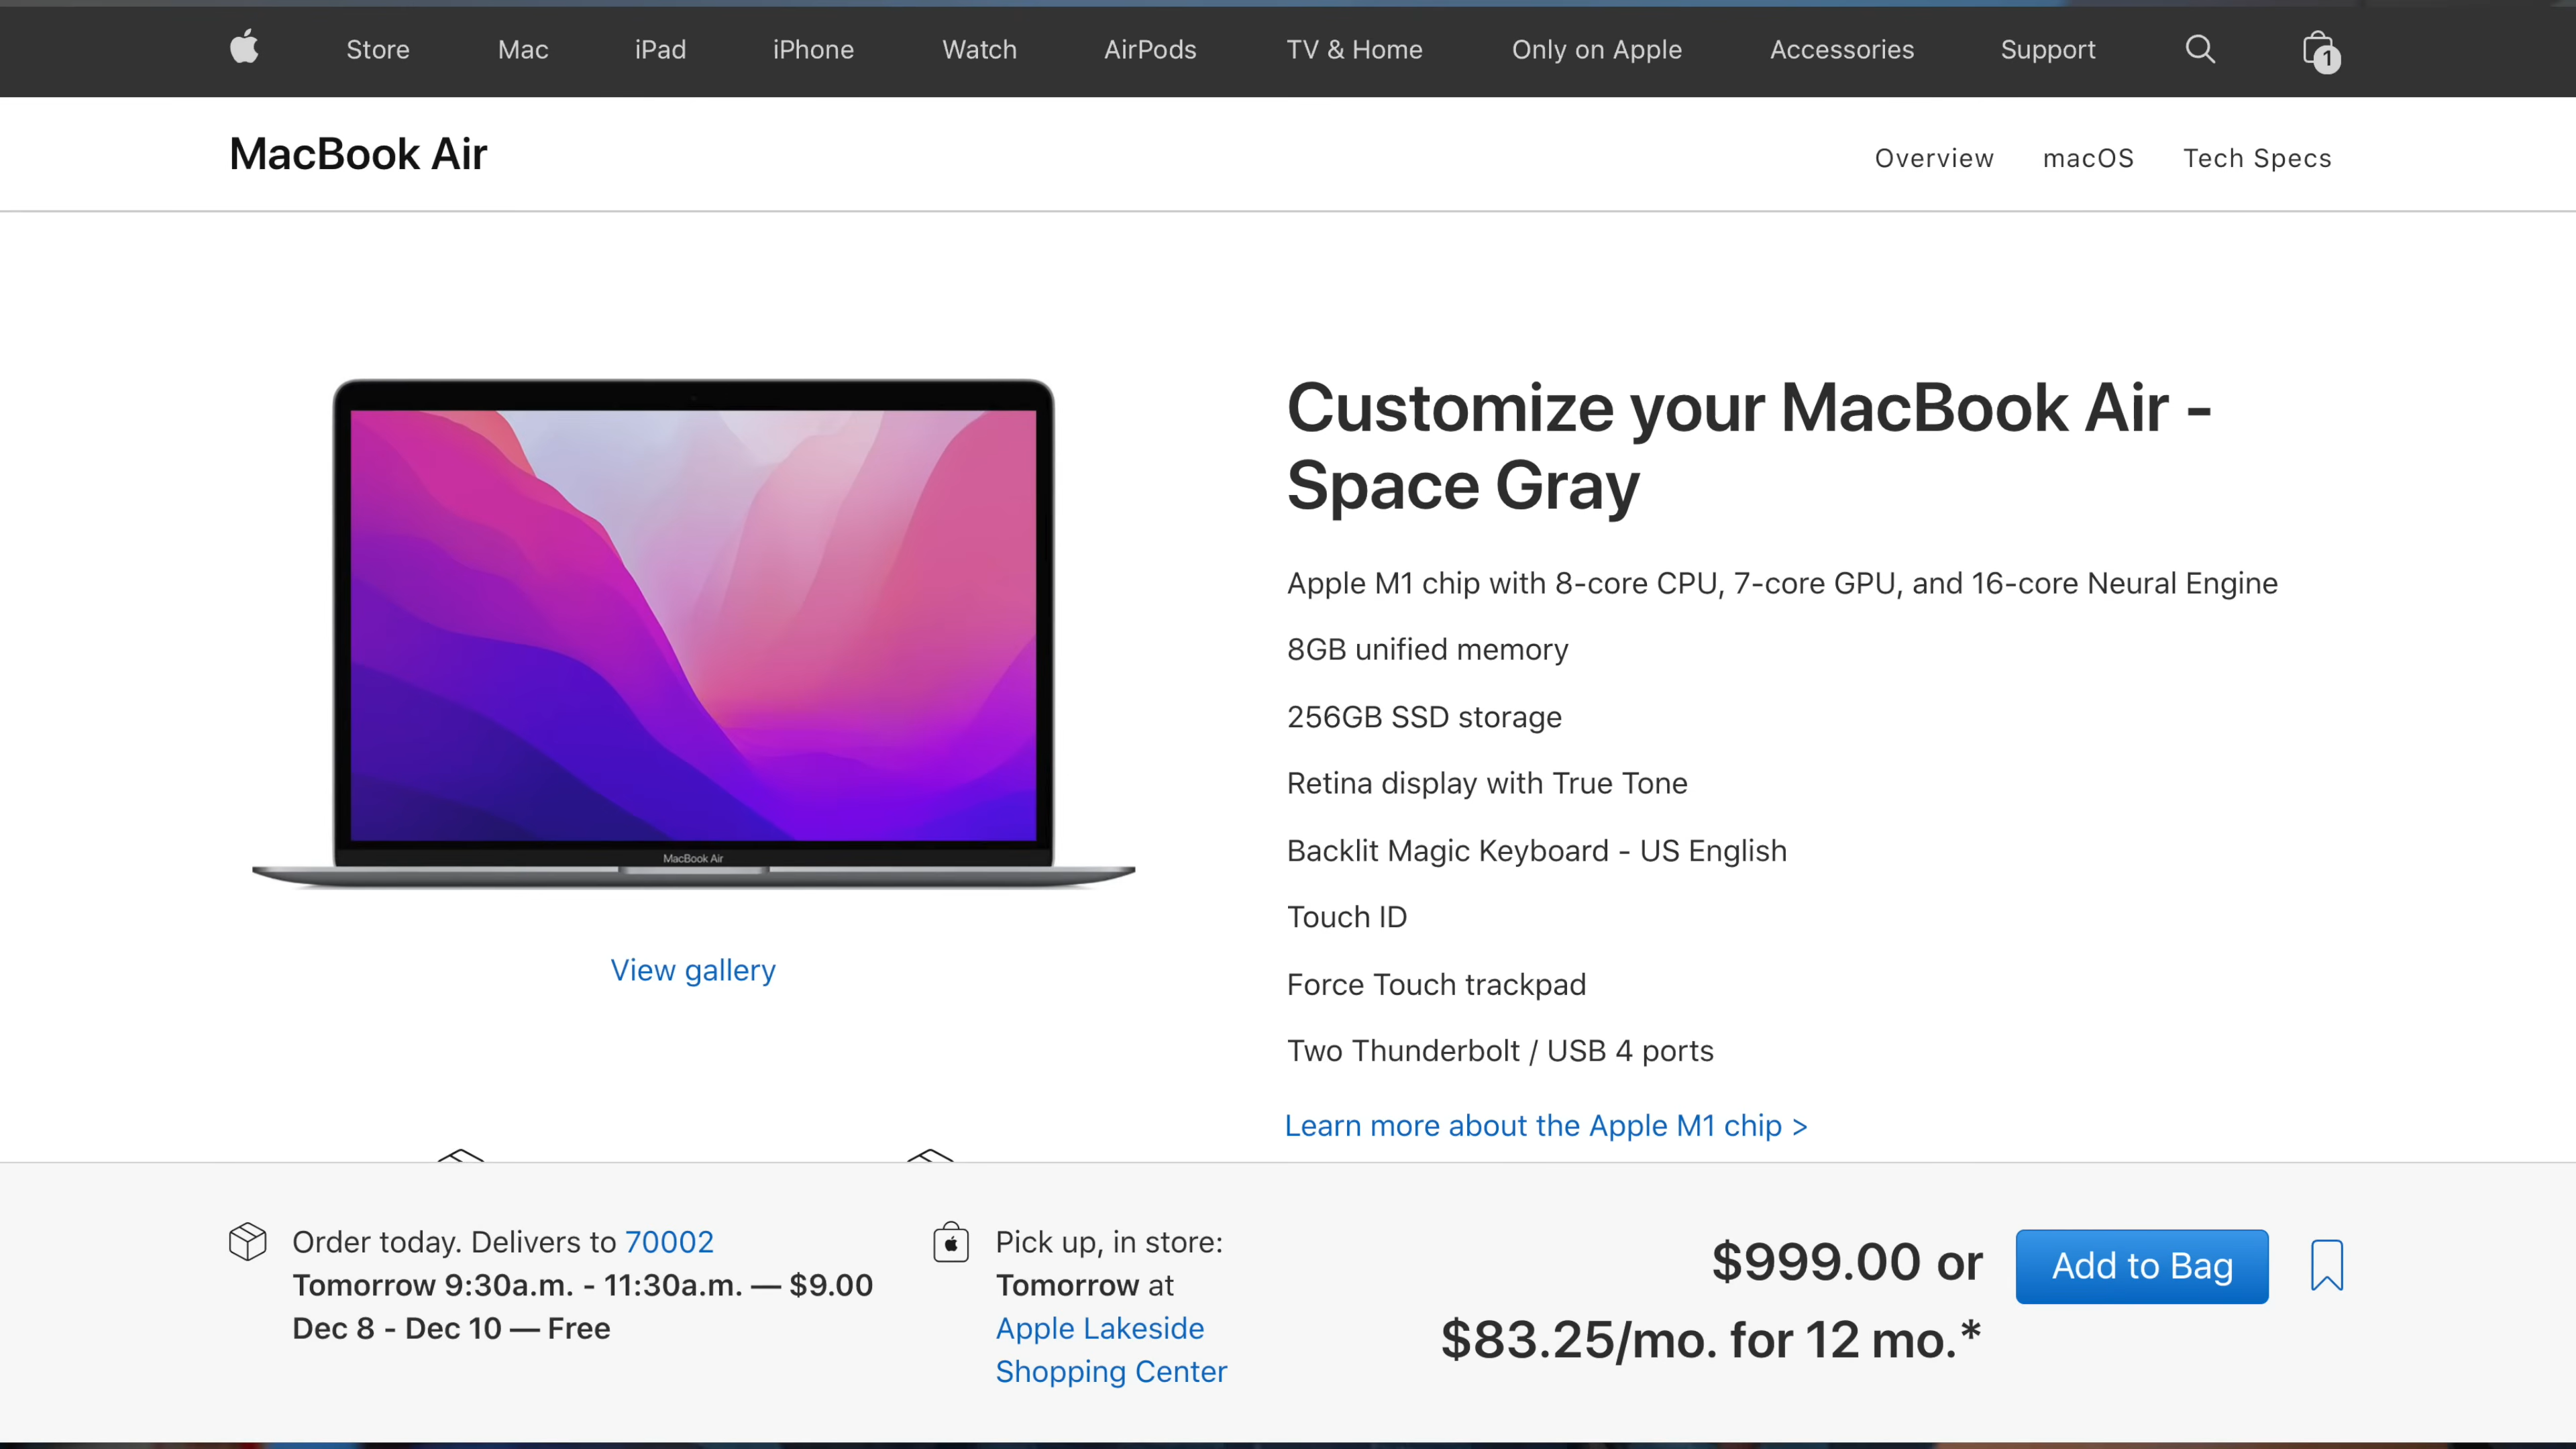 Store Mac iPad iPhone Watch AirPods TV & Home Only on Apple Accessories Support 1
MacBook Air
Overview macOS Tech Specs
Customize your MacBook Air -
Space Gray
Apple M1 chip with 8-core CPU, 7-core GPU, and 16-core Neural Engine
8GB unified memory
256GB SSD storage
Retina display with True Tone
Backlit Magic Keyboard - US English
Touch ID
Force Touch trackpad
Two Thunderbolt / USB 4 ports
Learn more about the Apple M1 chip >
MacBook Air
View gallery
Order today. Delivers to 70002
Tomorrow 9:30a.m. - 11:30a.m. — $9.00
Dec 8 - Dec 10 — Free
Pick up, in store:
Tomorrow at
Apple Lakeside
Shopping Center
$999.00 or
$83.25/mo. for 12 mo.*
Add to Bag